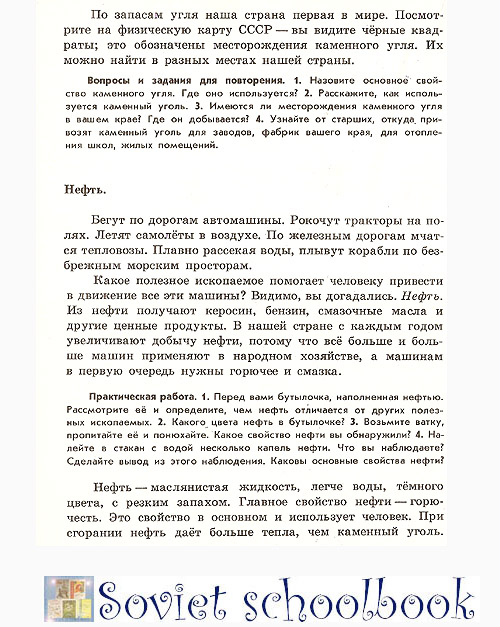 По запасам угля наша страна первая в мире. Посмот-
рите на физическую карту СССР — вы видите чёрные квад-
раты; это обозначены месторождения каменного угля. Их
можно найти в разных местах нашей страны.
Вопросы и задания для повторения. 1. Назовите основное свой-
ство каменного угля. Где оно используется? 2. Расскажите, как исполь-
зуется каменный уголь. 3. Имеются ли месторождения каменного угля
в вашем крае? Где он добывается? 4. Узнайте от старших, откуда при-
возят каменный уголь для заводов, фабрик вашего края, для отопле-
ния школ, жилых помещений.
Нефть.
Бегут по дорогам автомашины. Рокочут тракторы на по-
лях. Летят самолёты в воздухе. По железным дорогам мчат-
ся тепловозы. Плавно рассекая воды, плывут корабли по без-
брежным морским просторам.
Какое полезное ископаемое помогает человеку привести
в движение все эти машины? Видимо, вы догадались. Нефть.
Из нефти получают керосин, бензин, смазочные масла и
другие ценные продукты. В нашей стране с каждым годом
увеличивают добычу нефти, потому что всё больше и боль-
ше машин применяют в народном хозяйстве, а машинам
в первую очередь нужны горючее и смазка.
Практическая работа. 1. Перед вами бутылочка, наполненная нефтью.
Рассмотрите её и определите, чем нефть отличается от других полез-
ных ископаемых. 2. Какого цвета нефть в бутылочке? 3. Возьмите ватку,
пропитайте её и понюхайте. Какое свойство нефти вы обнаружили? 4. На-
лейте в стакан с водой несколько капель нефти. Что вы наблюдаете?
Сделайте вывод из этого наблюдения. Каковы основные свойства нефти?
Нефть — маслянистая жидкость, легче воды, тёмного
цвета, с резким запахом. Главное свойство нефти — горю-
честь. Это свойство в основном и использует человек. При
сгорании нефть даёт больше тепла, чем каменный уголь.
Soviet schoolbook